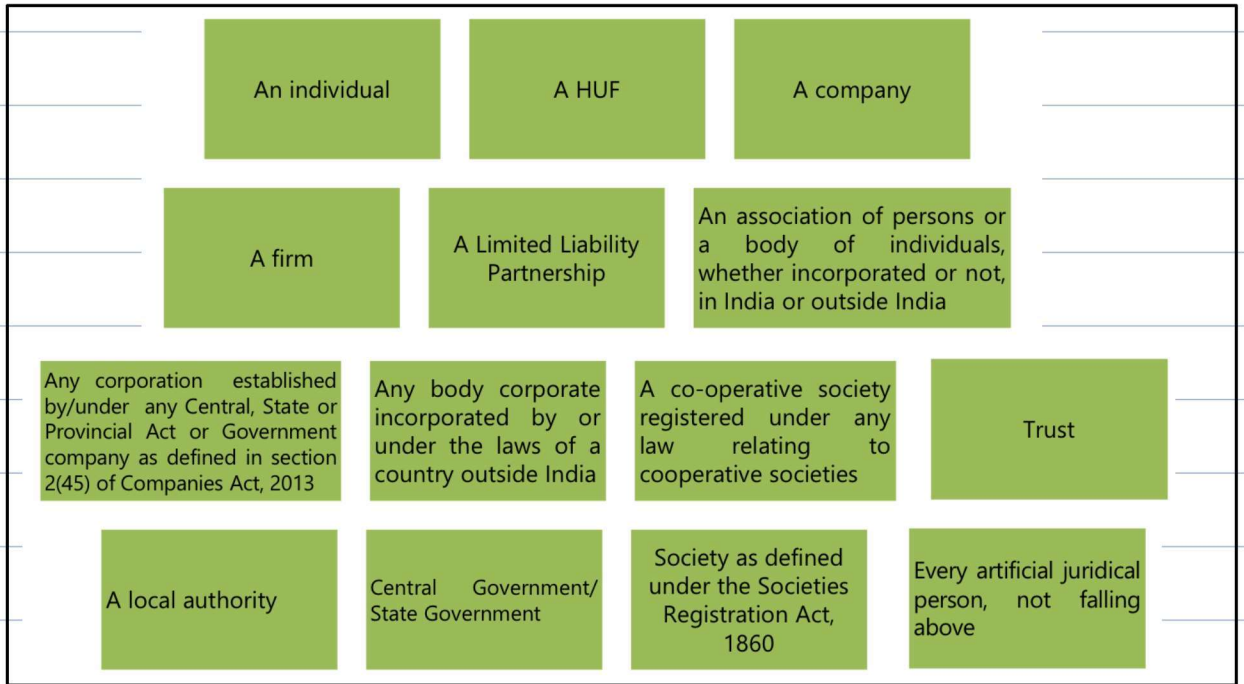 An individual
A HUF
A company
A firm
A Limited Liability
Partnership
An association of persons or
a body of individuals,
whether incorporated or not,
in India or outside India
Any corporation established
by/under any Central, State or
Provincial Act or Government
company as defined in section
2(45) of Companies Act, 2013
Any body corporate
incorporated by or
under the laws of a
country outside India
A co-operative society
registered under any
law relating to
cooperative societies
Trust
A local authority
Central Government/
State Government
Society as defined
under the Societies
Registration Act,
1860
Every artificial juridical
person, not falling
above